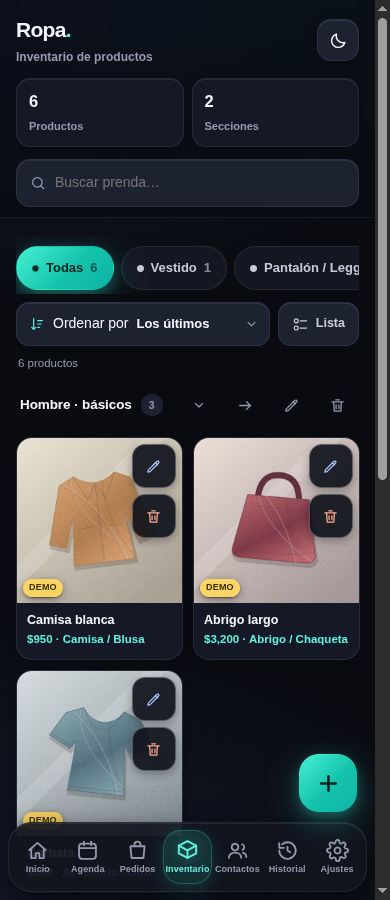 Ropa.
Inventario de productos
6
Productos
2
Secciones
Buscar prenda…
Todas 6
Vestido 1
Pantalón / Legg
Ordenar por Los últimos
Lista
6 productos
Hombre · básicos 3
DEMO
DEMO
Camisa blanca
$950 · Camisa / Blusa
Abrigo largo
$3,200 · Abrigo / Chaqueta
DEMO
Inicio
Agenda
Pedidos
Inventario
Contactos
Historial
Ajustes